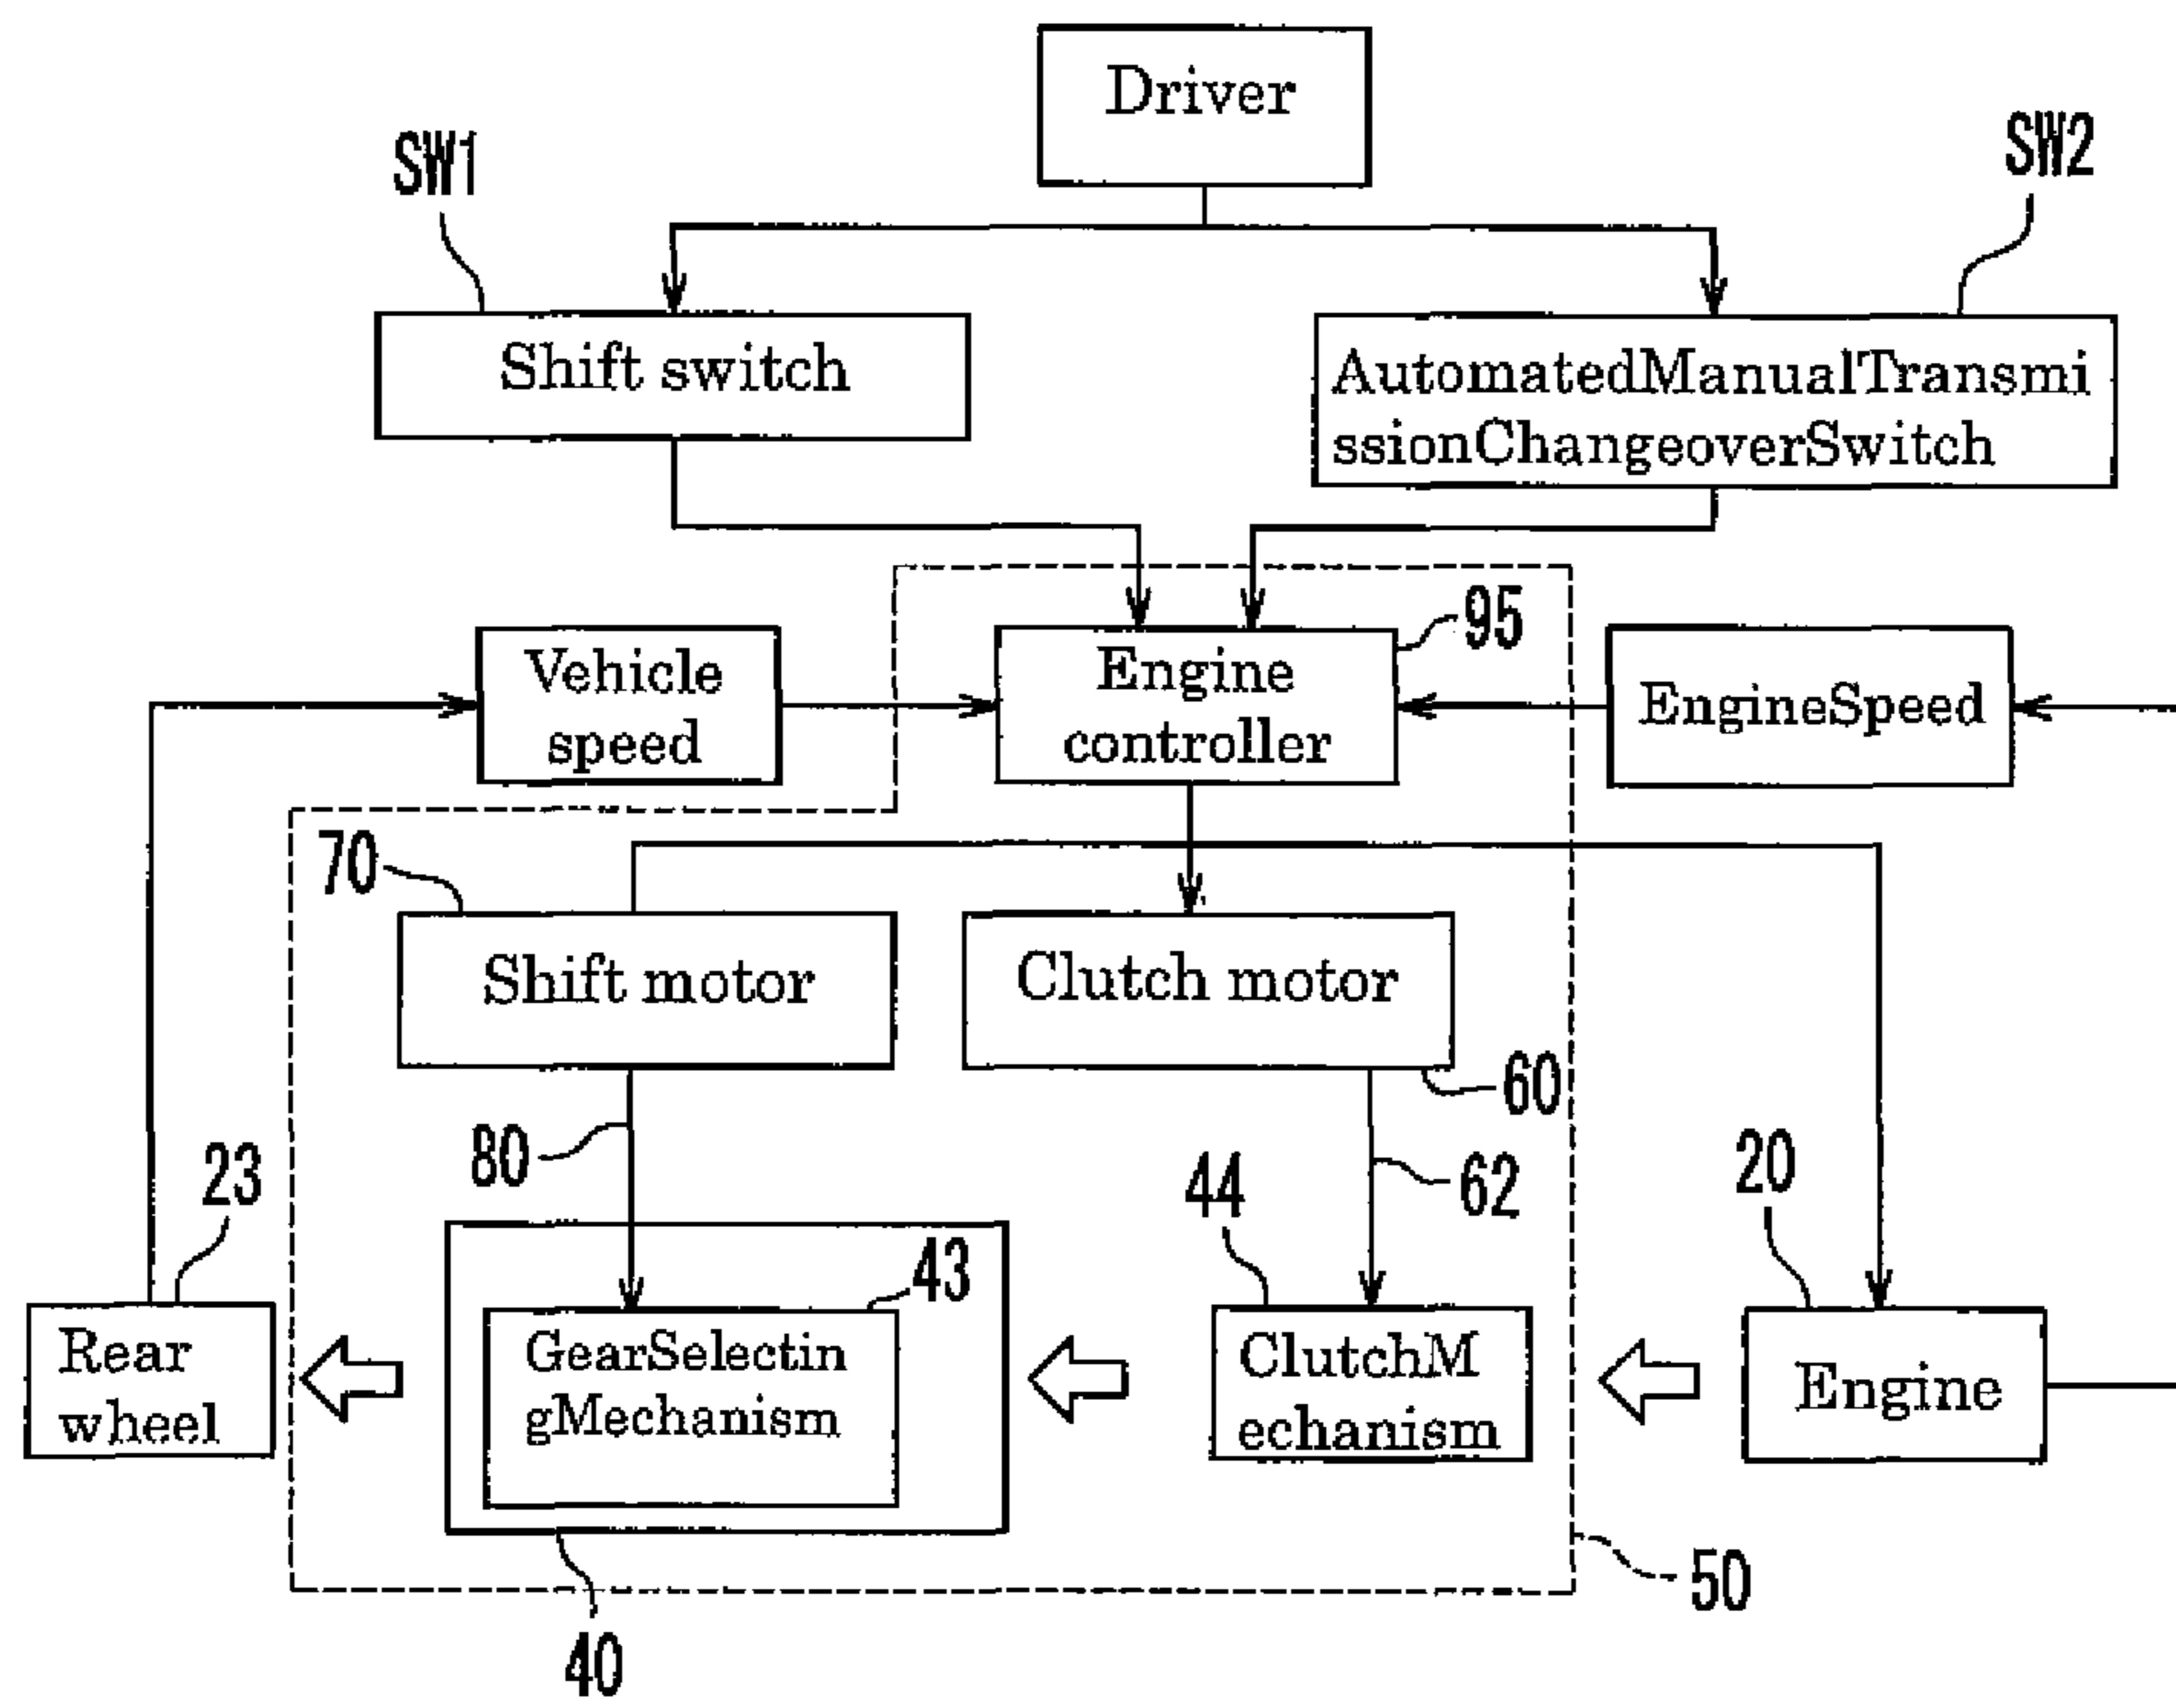 Driver
SW1
SW2
Shift switch
AutomatedManualTransmi
ssionChangeoverSwitch
95
Vehicle
speed
Engine
controller
EngineSpeed
70
Shift motor
Clutch motor
60
80
62
44
20
23
43
Rear
wheel
GearSelectin
gMechanism
ClutchM
echanism
Engine
50
40